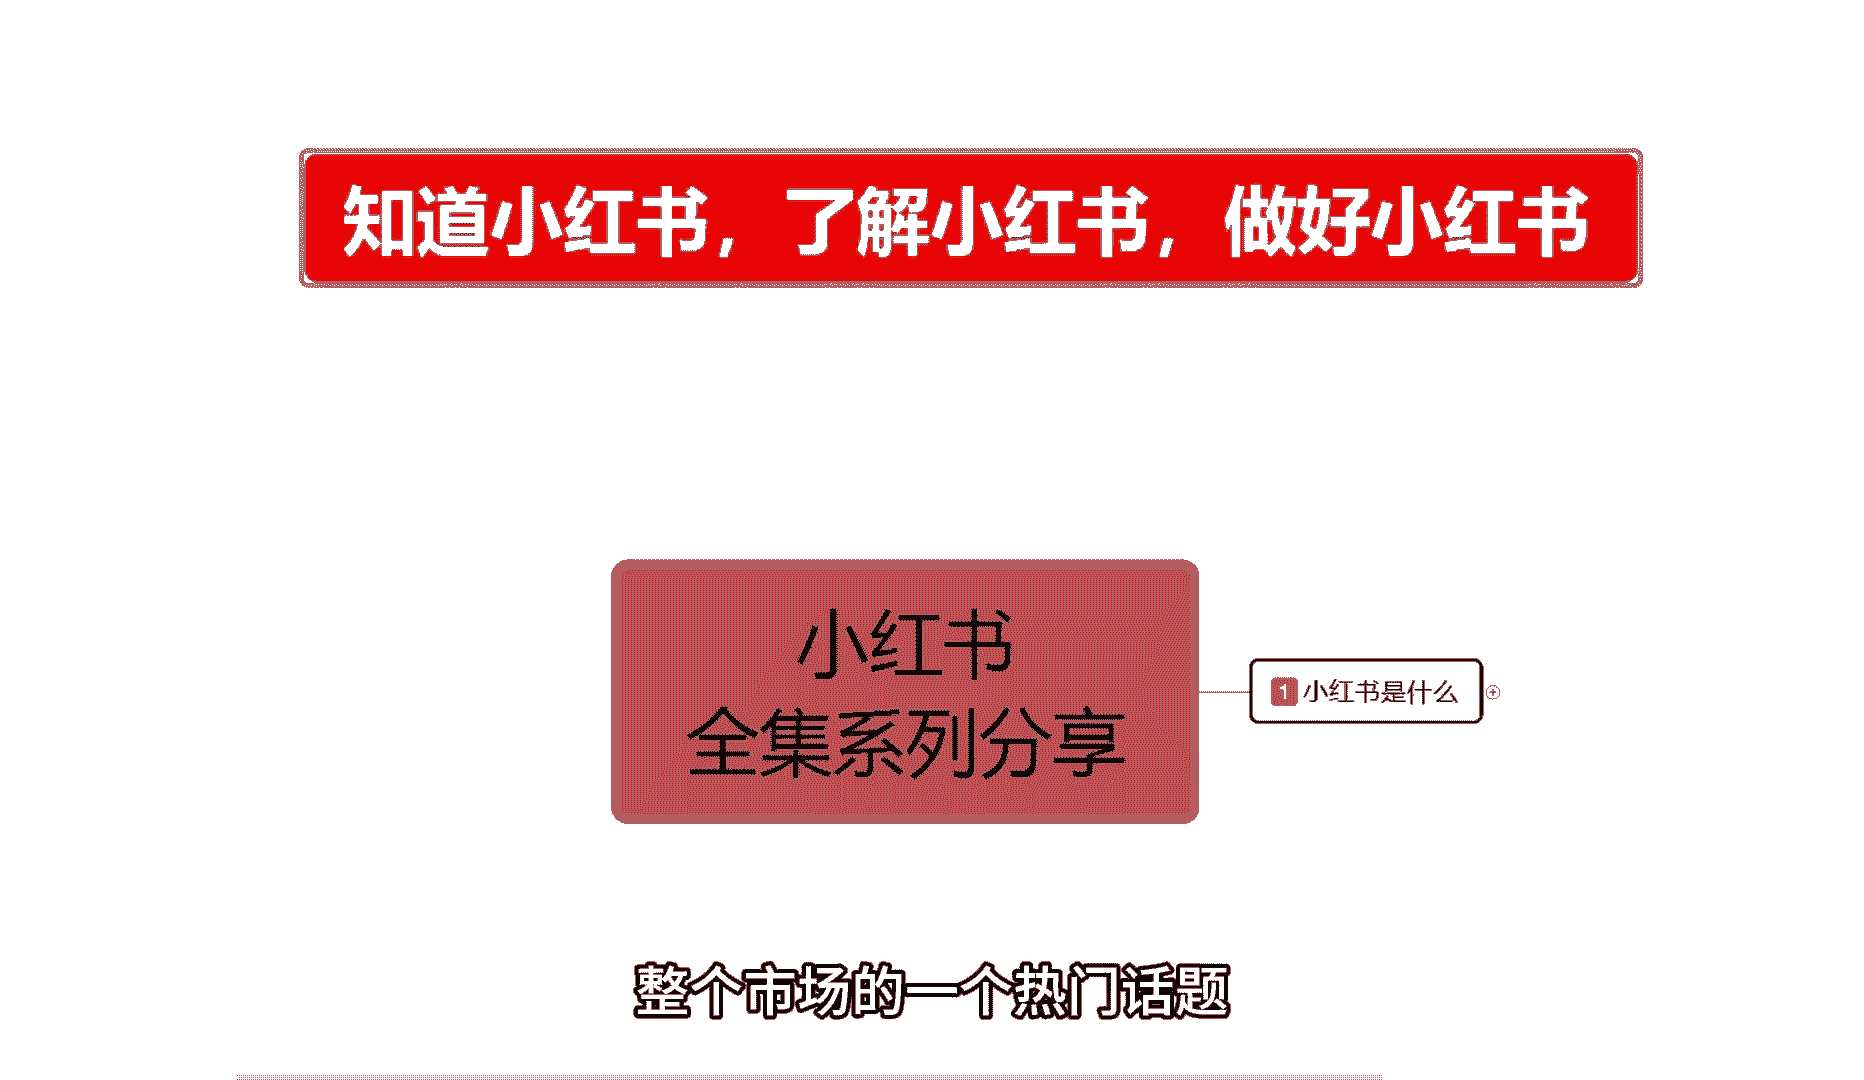 知道小红书，了解小红书，做好小红书
小红书
全集系列分享
1 小红书是什么
整个市场的一个热门话题